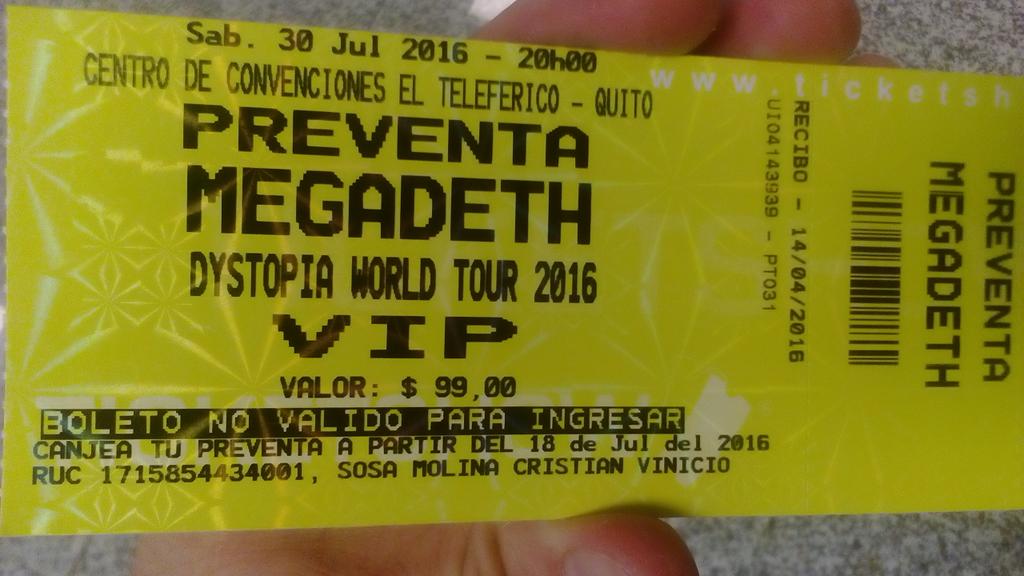 Sab. 30 Jul 2016 - 20h00
CENTRO DE CONVENCIONES EL TELEFERICO - QUITO
PREVENTA
MEGADETH
DYSTOPIA WORLD TOUR 2016
VIP
VALOR: $ 99,00
BOLETO NO VALIDO PARA INGRESAR
CANJEA TU PREVENTA A PARTIR DEL 18 de Jul del 2016
RUC 1715854434001, SOSA MOLINA CRISTIAN VINICIO
www.ticketsh
RECIBO - 14/04/2016
UIO4143939 - PTO31
PREVENTA
MEGADETH